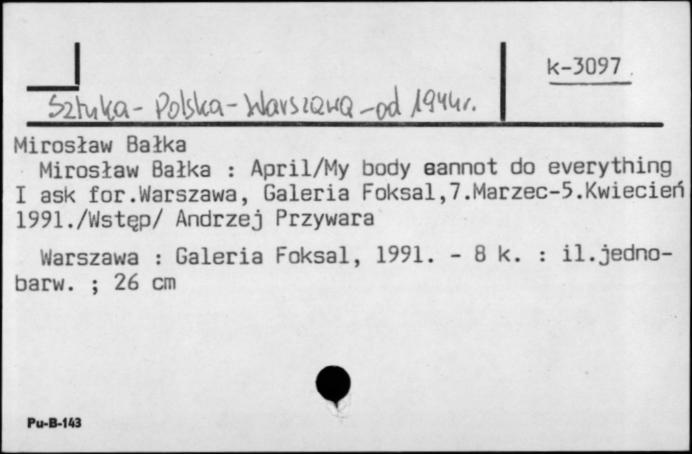 k-3097
Sztuka - Polska - Warszawa - od 1944r.
Mirosław Bałka
Mirosław Bałka : April/My body cannot do everything
I ask for.Warszawa, Galeria Foksal,7.Marzec-5.Kwiecień
1991./Wstęp/ Andrzej Przywara
Warszawa : Galeria Foksal, 1991. - 8 k. : il.jedno-
barw. ; 26 cm
Pu-B-143